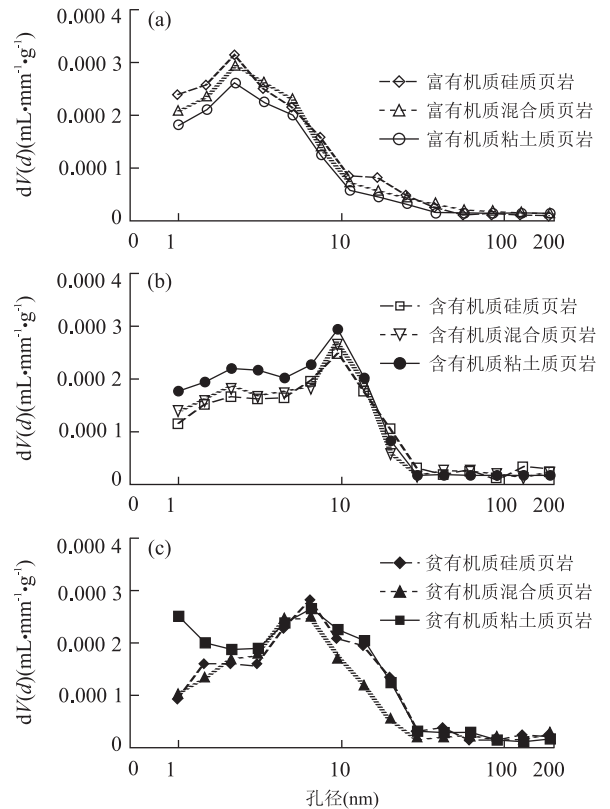 (a)
0.000 4
0.000 3
0.000 2
0.000 1
0
dV(d)(mL•mm⁻¹•g⁻¹)
富有机质硅质页岩
富有机质混合质页岩
富有机质粘土质页岩
1 10 100 200
(b)
0.000 4
0.000 3
0.000 2
0.000 1
0
dV(d)(mL•mm⁻¹•g⁻¹)
含有机质硅质页岩
含有机质混合质页岩
含有机质粘土质页岩
1 10 100 200
(c)
0.000 4
0.000 3
0.000 2
0.000 1
0
dV(d)(mL•mm⁻¹•g⁻¹)
贫有机质硅质页岩
贫有机质混合质页岩
贫有机质粘土质页岩
1 10 100 200
孔径(nm)